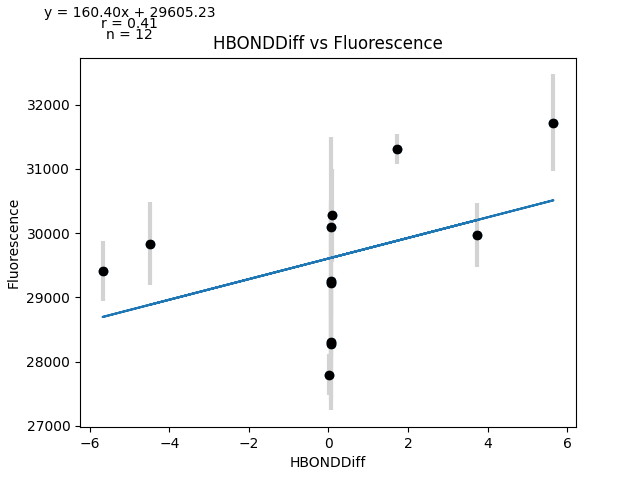 y = 160.40x + 29605.23
r = 0.41
n = 12
HBONDDiff vs Fluorescence
32000
31000
30000
29000
28000
27000
Fluorescence
−6 −4 −2 0 2 4 6
HBONDDiff